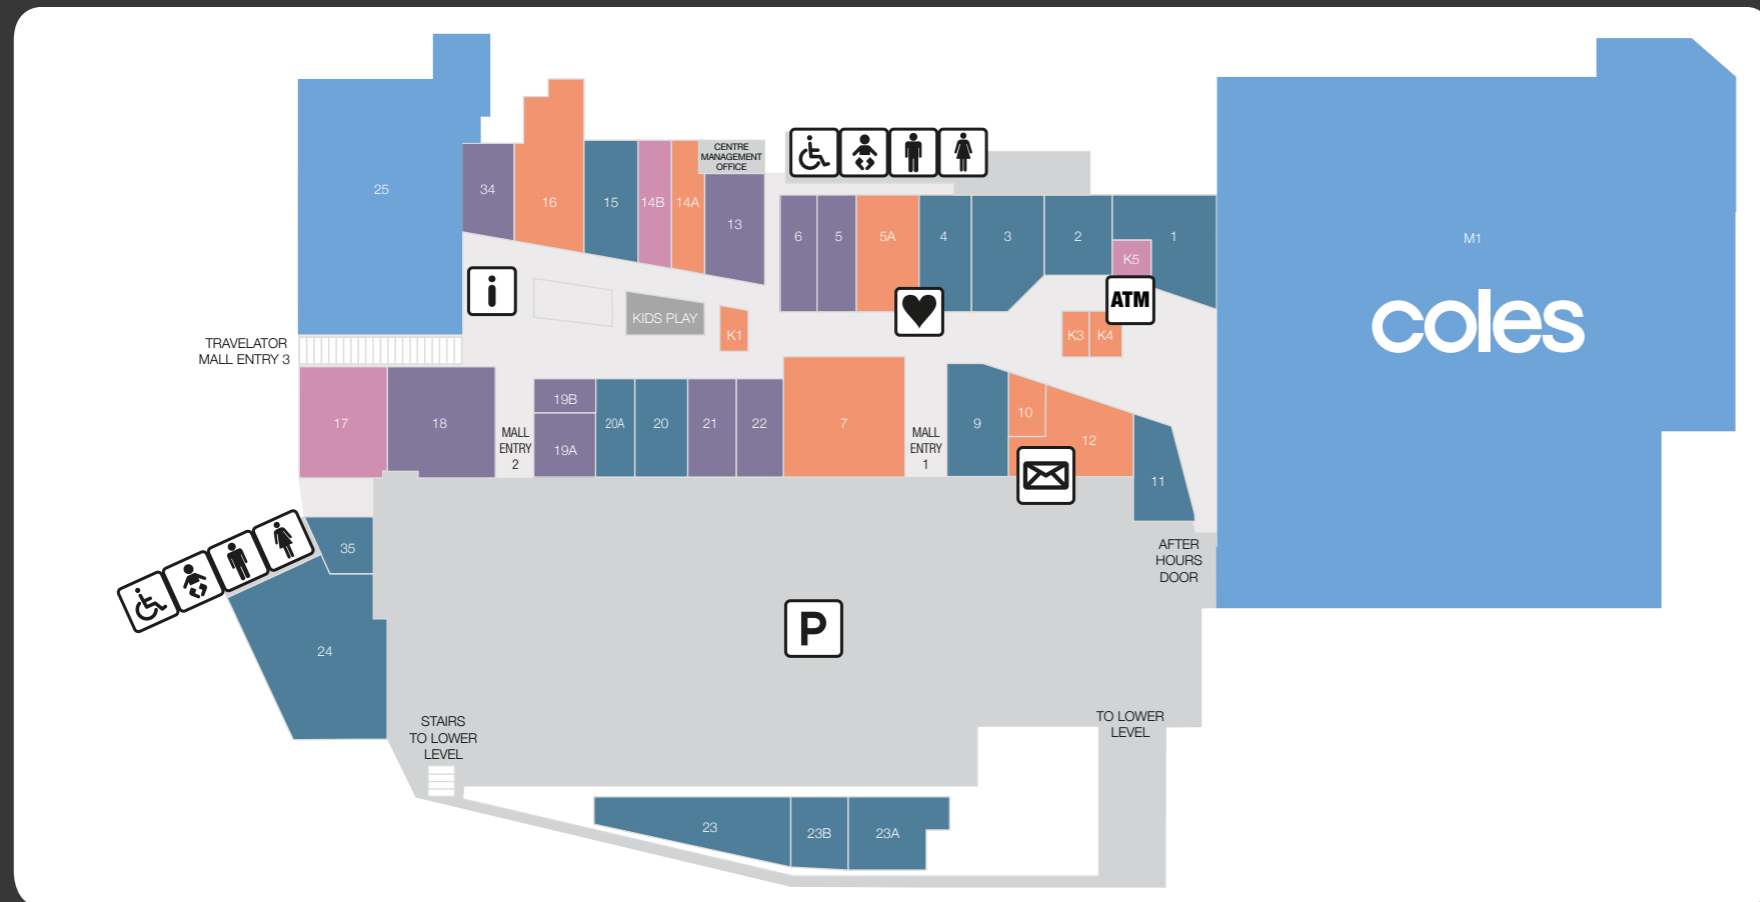 CENTRE
MANAGEMENT
OFFICE
25
34
16
15
14B
14A
13
6
5
5A
4
3
2
1
K5
M1
i
ATM
KIDS PLAY
K1
K3
K4
coles
TRAVELATOR
MALL ENTRY 3
17
18
MALL
ENTRY
2
19B
19A
20A
20
21
22
7
MALL
ENTRY
1
9
10
12
11
35
AFTER
HOURS
DOOR
24
P
STAIRS
TO LOWER
LEVEL
TO LOWER
LEVEL
23
23B
23A